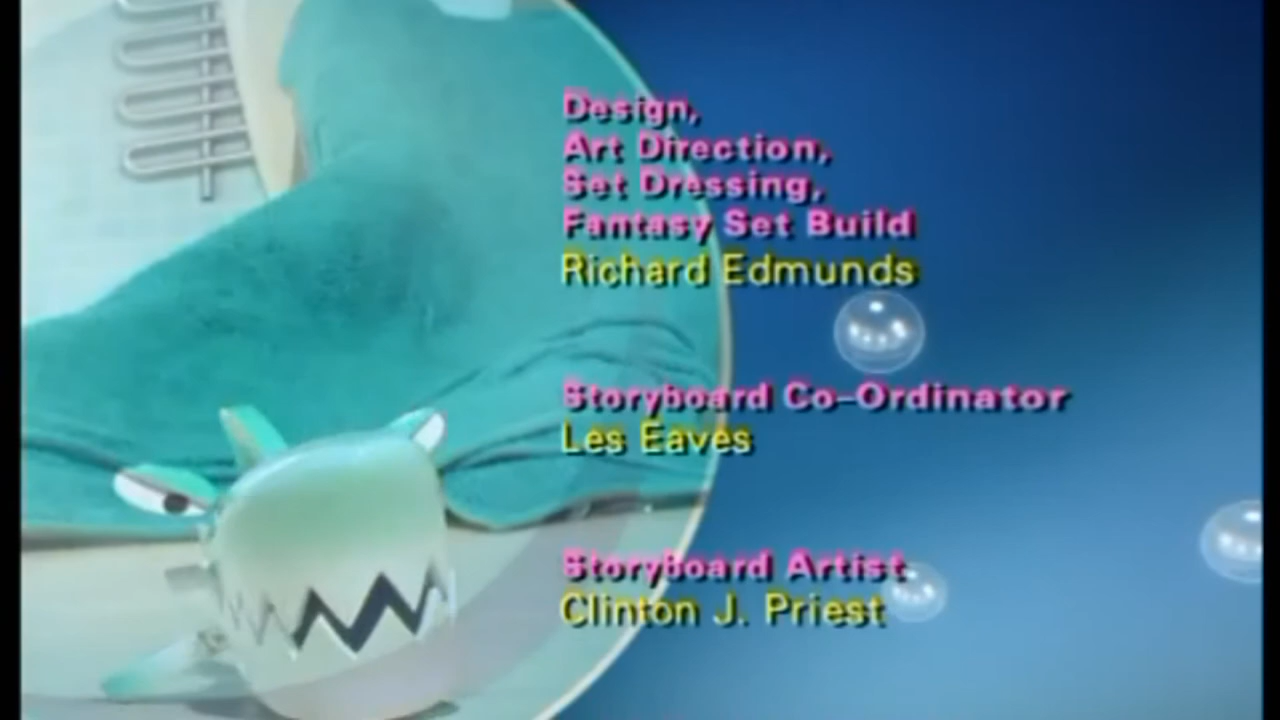 Design,
Art Direction,
Set Dressing,
Fantasy Set Build
Richard Edmunds
Storyboard Co-Ordinator
Les Eaves
Storyboard Artist
Clinton J. Priest